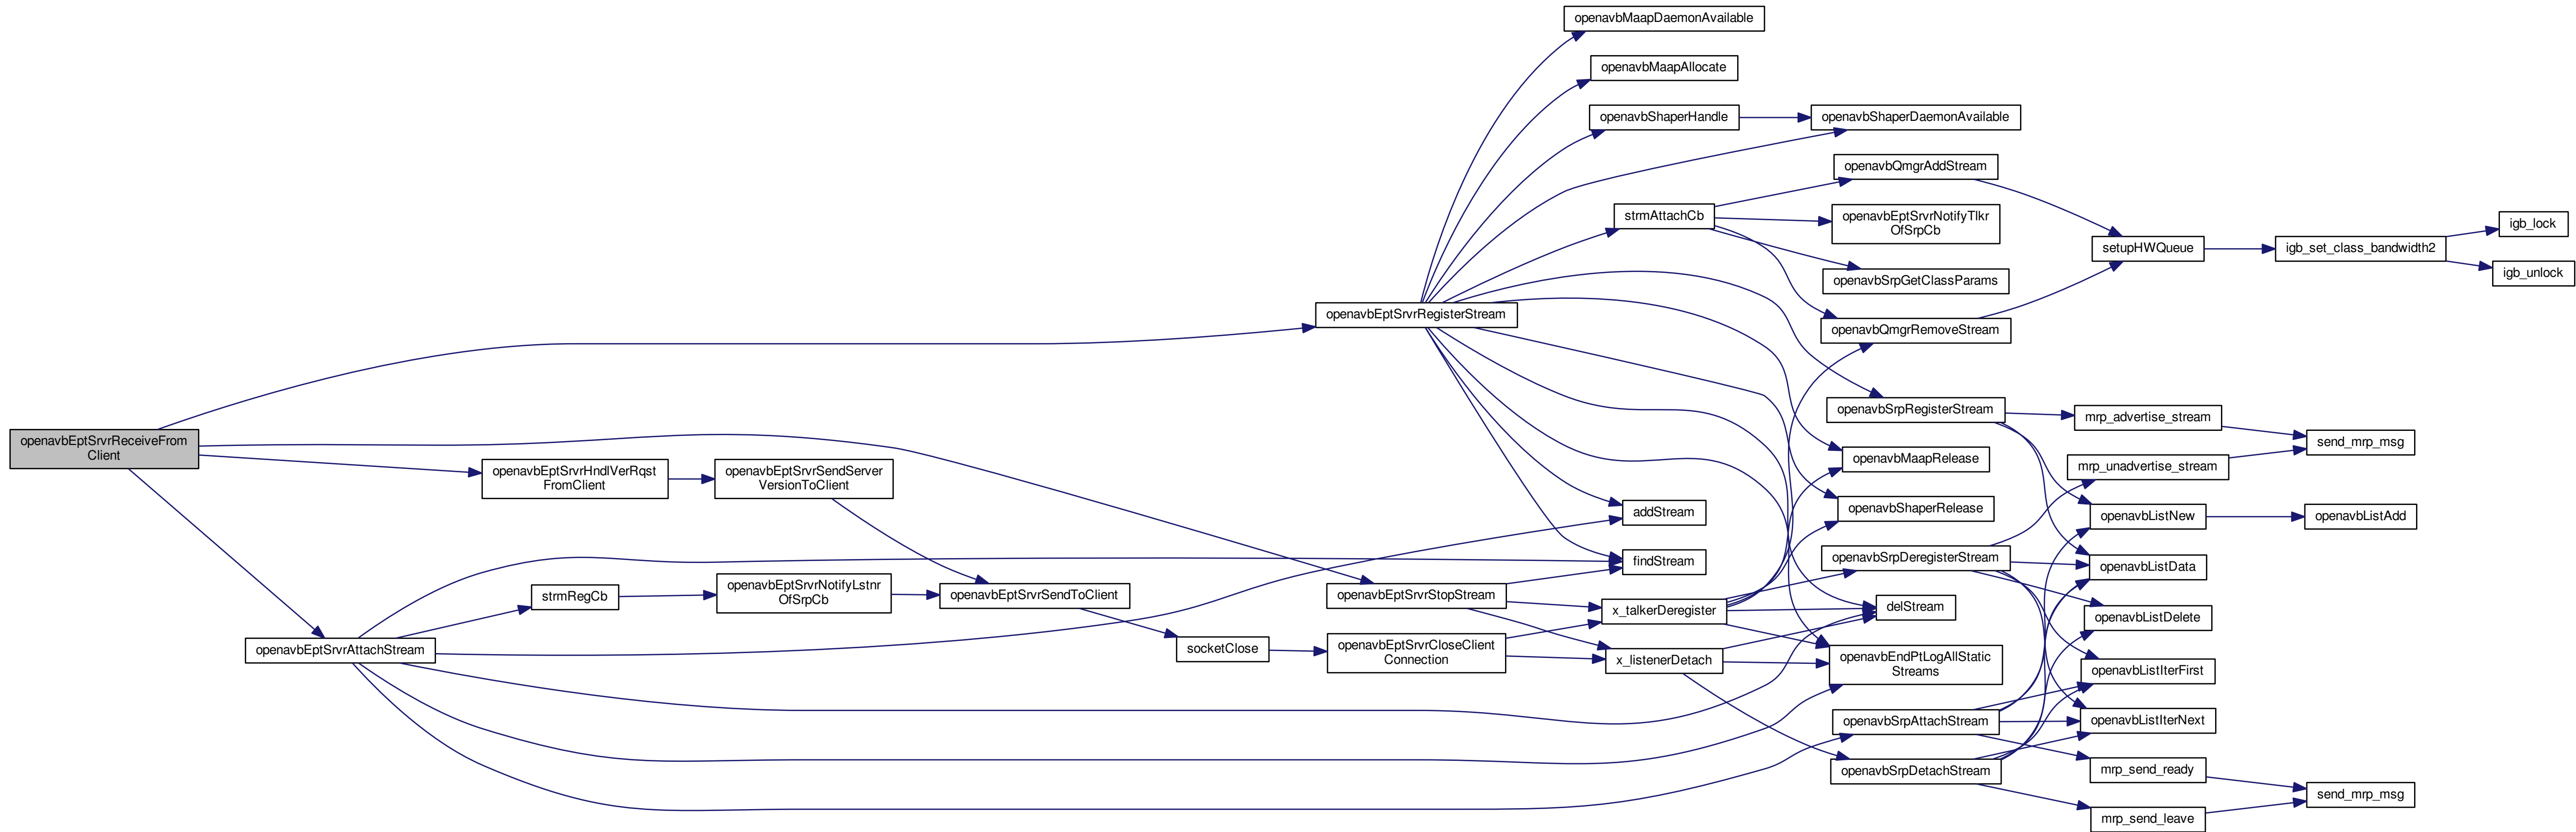 openavbEptSrvrReceiveFrom
Client
openavbEptSrvrAttachStream
openavbEptSrvrHndlVerRqst
FromClient
strmRegCb
openavbEptSrvrSendServer
VersionToClient
openavbEptSrvrNotifyLstnr
OfSrpCb
openavbEptSrvrSendToClient
socketClose
openavbEptSrvrRegisterStream
openavbEptSrvrStopStream
openavbEptSrvrCloseClient
Connection
openavbMaapDaemonAvailable
openavbMaapAllocate
openavbShaperHandle
strmAttachCb
addStream
findStream
x_talkerDeregister
x_listenerDetach
openavbShaperDaemonAvailable
openavbQmgrAddStream
openavbEptSrvrNotifyTlkr
OfSrpCb
openavbSrpGetClassParams
openavbQmgrRemoveStream
openavbSrpRegisterStream
openavbMaapRelease
openavbShaperRelease
openavbSrpDeregisterStream
delStream
openavbEndPtLogAllStatic
Streams
openavbSrpAttachStream
openavbSrpDetachStream
setupHWQueue
mrp_advertise_stream
mrp_unadvertise_stream
openavbListNew
openavbListData
openavbListDelete
openavbListIterFirst
openavbListIterNext
mrp_send_ready
mrp_send_leave
igb_set_class_bandwidth2
send_mrp_msg
openavbListAdd
send_mrp_msg
igb_lock
igb_unlock